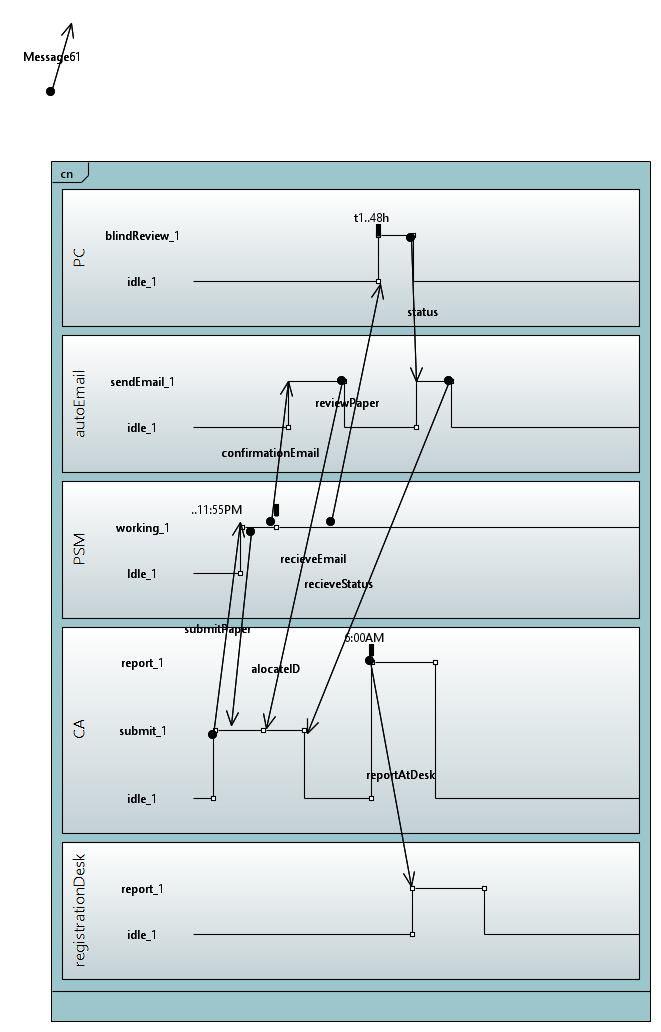 Message61
cn
t1..48h
blindReview_1
PC
idle_1
status
sendEmail_1
autoEmail
reviewPaper
idle_1
confirmationEmail
..11:55PM
working_1
PSM
recieveEmail
Idle_1
recieveStatus
submitPaper
6:00AM
report_1
alocateID
CA
submit_1
reportAtDesk
idle_1
report_1
registrationDesk
idle_1